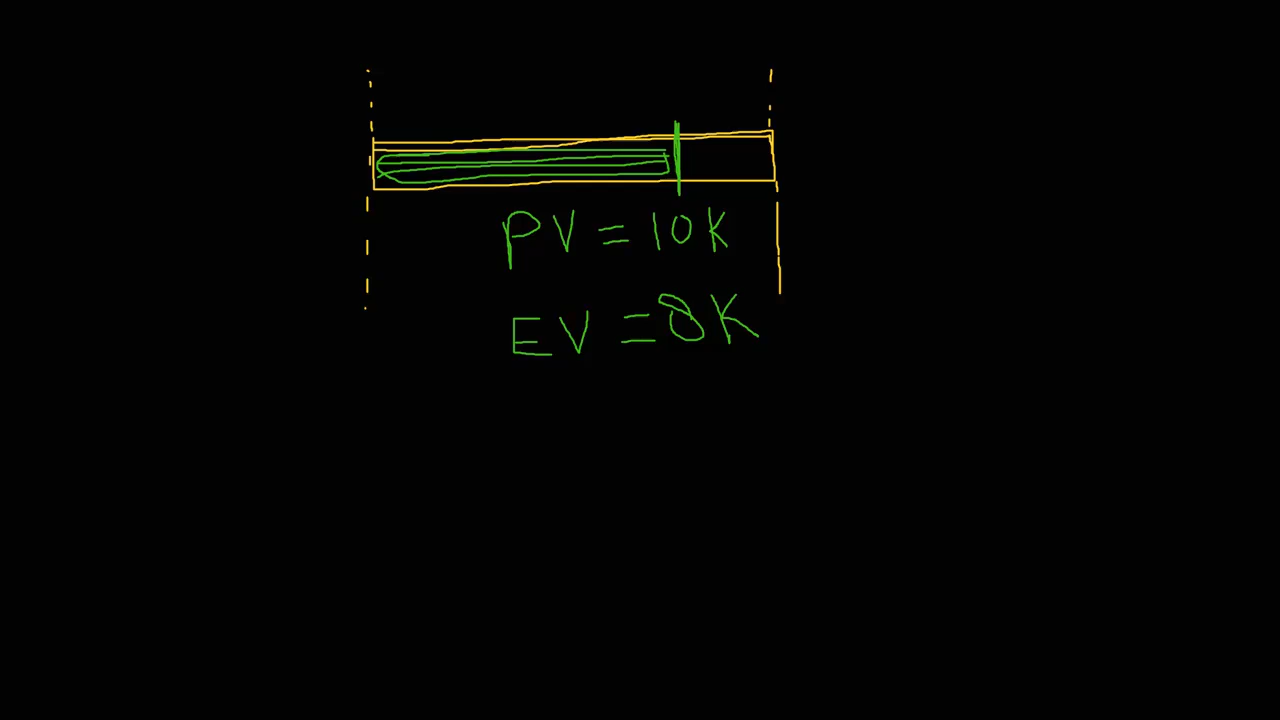 PV = 10K
EV = 8K